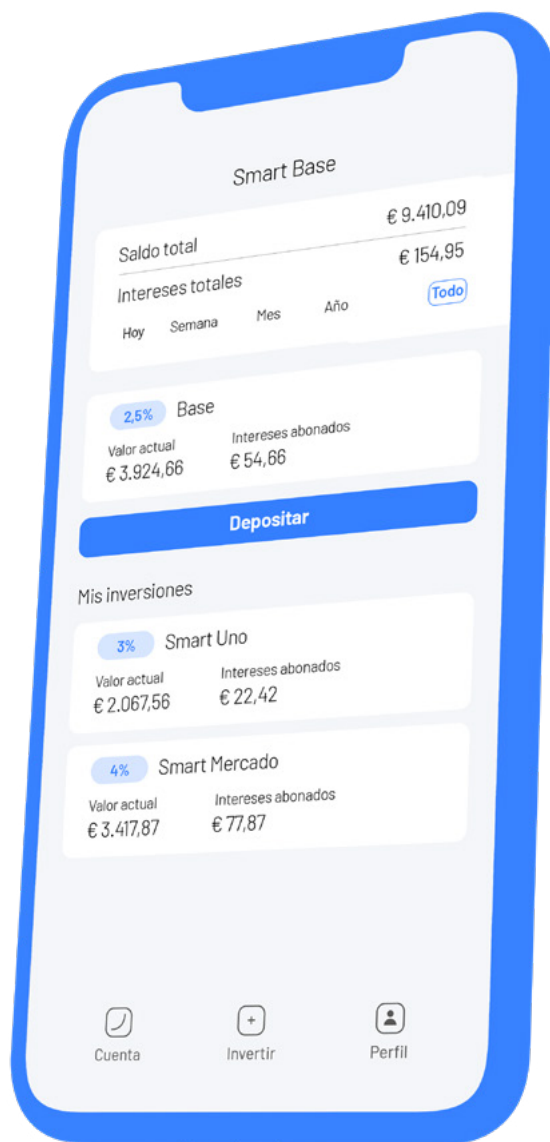 Smart Base
Saldo total € 9.410,09
Intereses totales € 154,95
Hoy Semana Mes Año Todo
2,5% Base
Valor actual Intereses abonados
€ 3.924,66 € 54,66
Depositar
Mis inversiones
3% Smart Uno
Valor actual Intereses abonados
€ 2.067,56 € 22,42
4% Smart Mercado
Valor actual Intereses abonados
€ 3.417,87 € 77,87
Cuenta Invertir Perfil